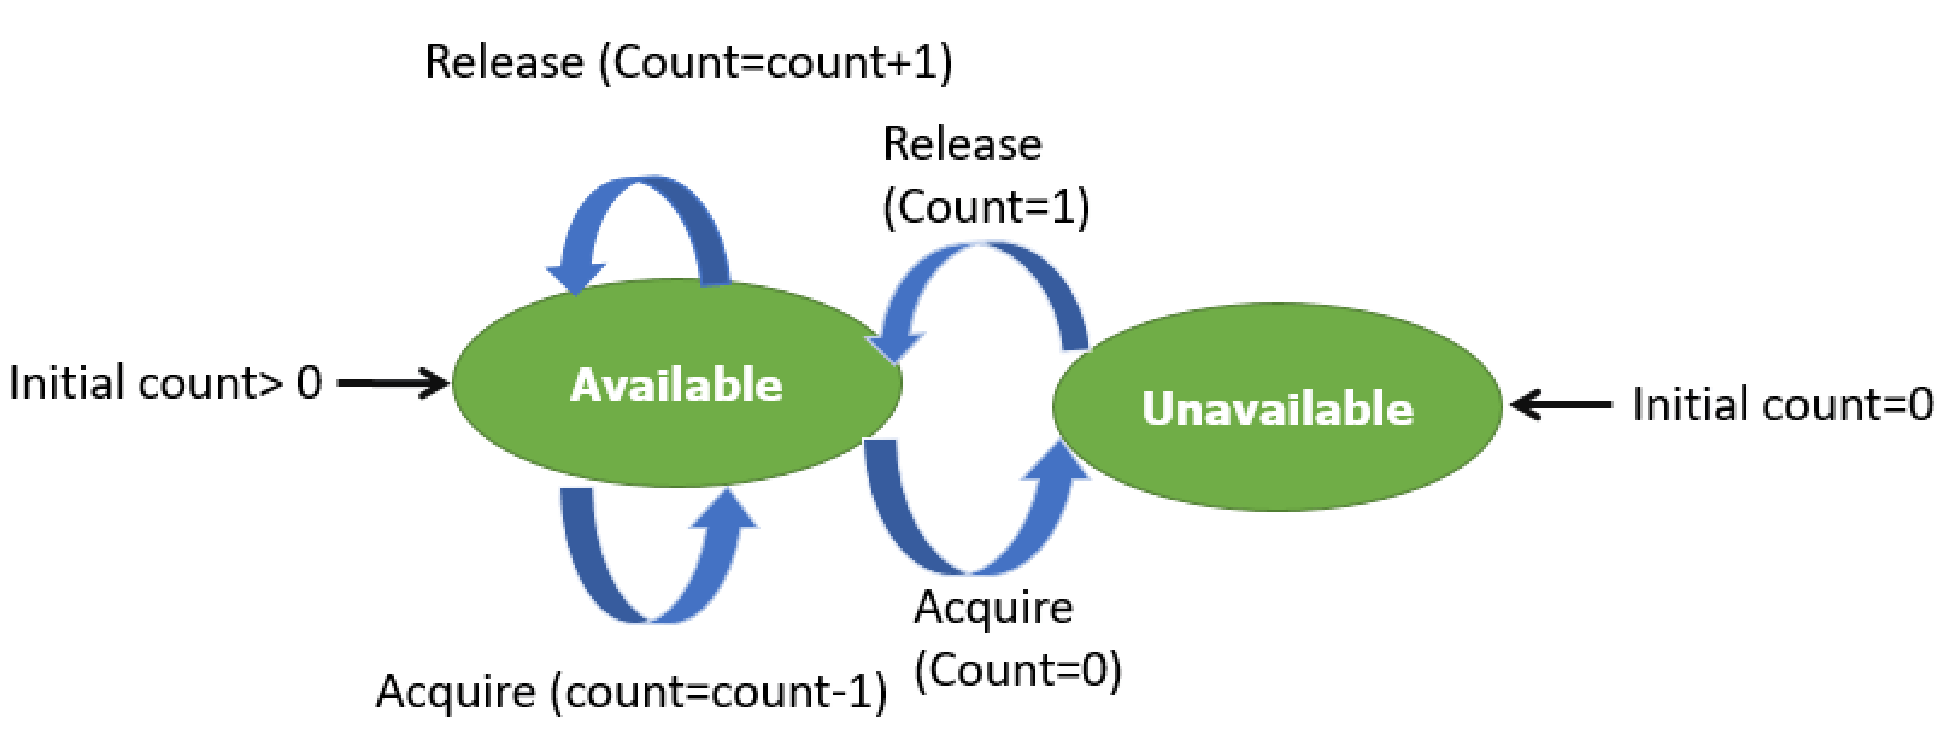 Release (Count=count+1)
Release
(Count=1)
Initial count> 0
Available
Unavailable
Initial count=0
Acquire
(Count=0)
Acquire (count=count-1)